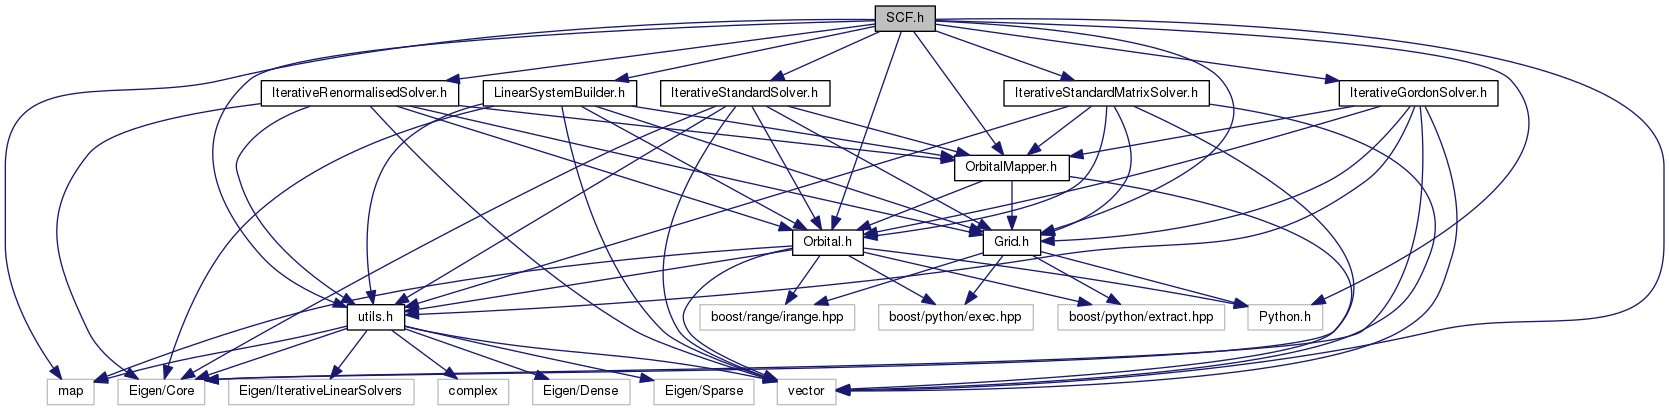 SCF.h
IterativeRenormalisedSolver.h
LinearSystemBuilder.h
IterativeStandardSolver.h
IterativeStandardMatrixSolver.h
IterativeGordonSolver.h
OrbitalMapper.h
Orbital.h
Grid.h
utils.h
boost/range/irange.hpp
boost/python/exec.hpp
boost/python/extract.hpp
Python.h
map
Eigen/Core
Eigen/IterativeLinearSolvers
complex
Eigen/Dense
Eigen/Sparse
vector